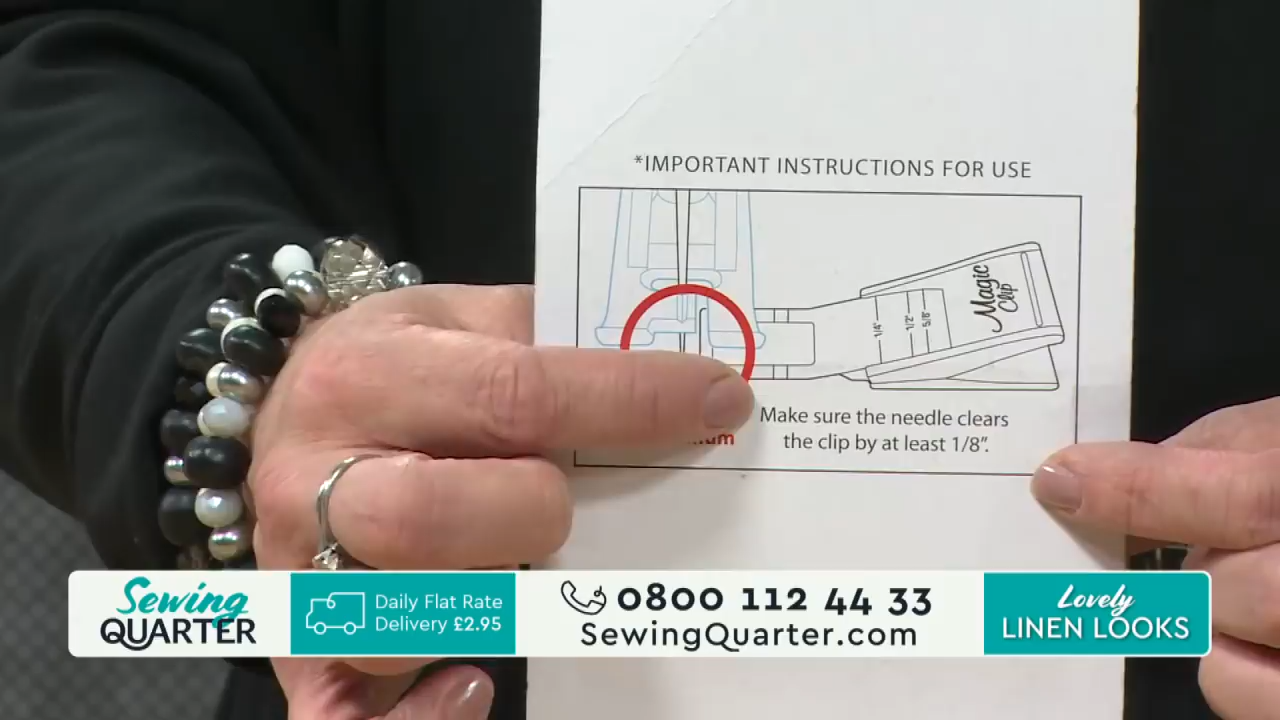 *IMPORTANT INSTRUCTIONS FOR USE
Magic
Clip
1/4"
1/2"
5/8"
Make sure the needle clears
the clip by at least 1/8".
Sewing
QUARTER
Daily Flat Rate
Delivery £2.95
0800 112 44 33
SewingQuarter.com
Lovely
LINEN LOOKS